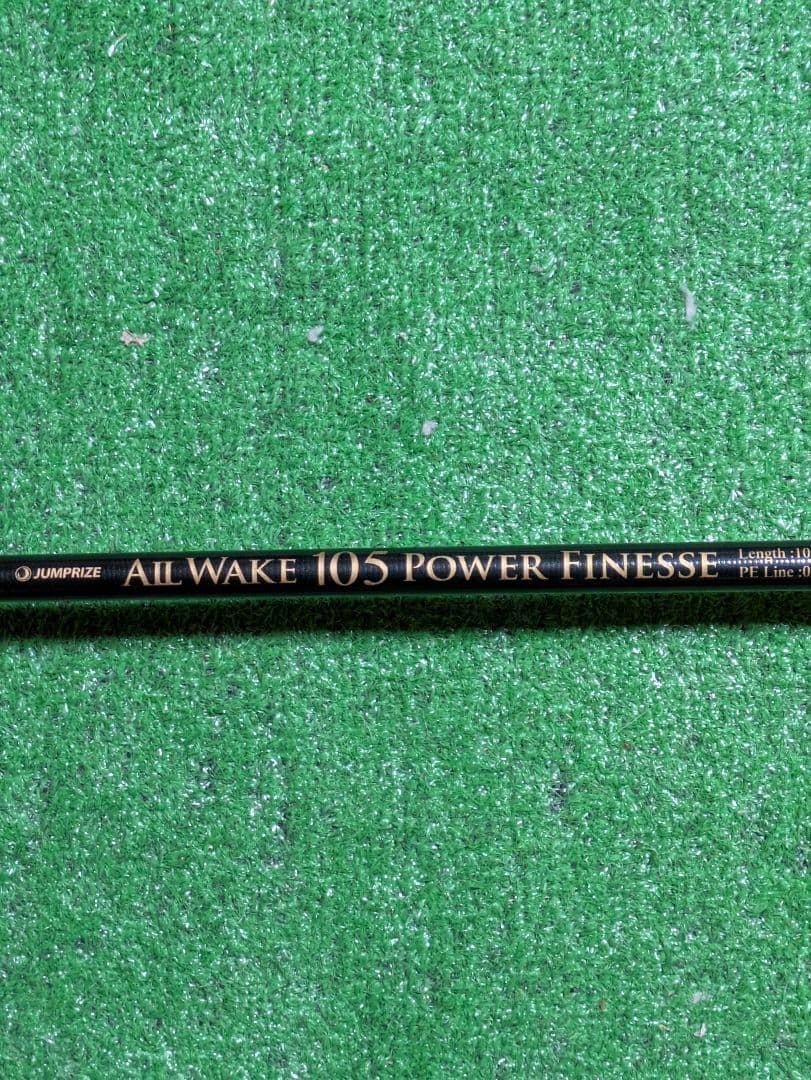 JUMPRIZE AIL WAKE 105 POWER FINESSE
Length :10
PE Line :0